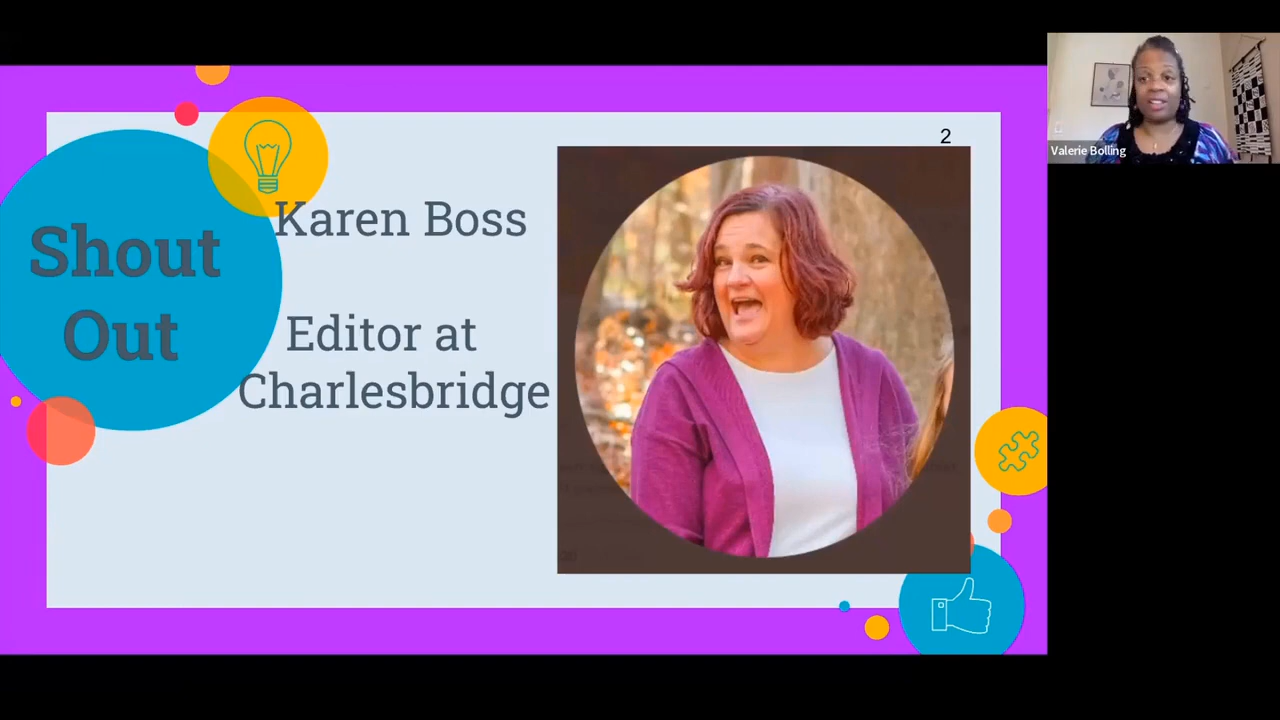 2
Karen Boss
Shout
Out
Editor at
Charlesbridge
Valerie Bolling